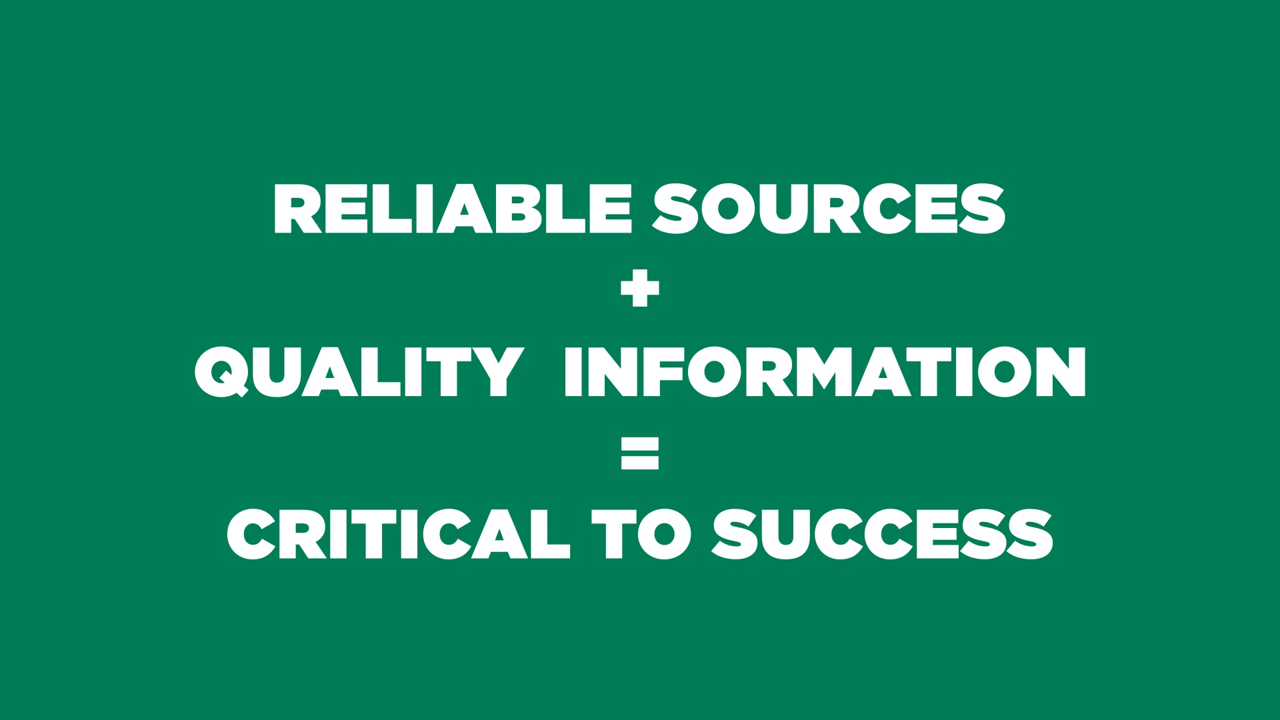 RELIABLE SOURCES
+
QUALITY  INFORMATION
=
CRITICAL TO SUCCESS